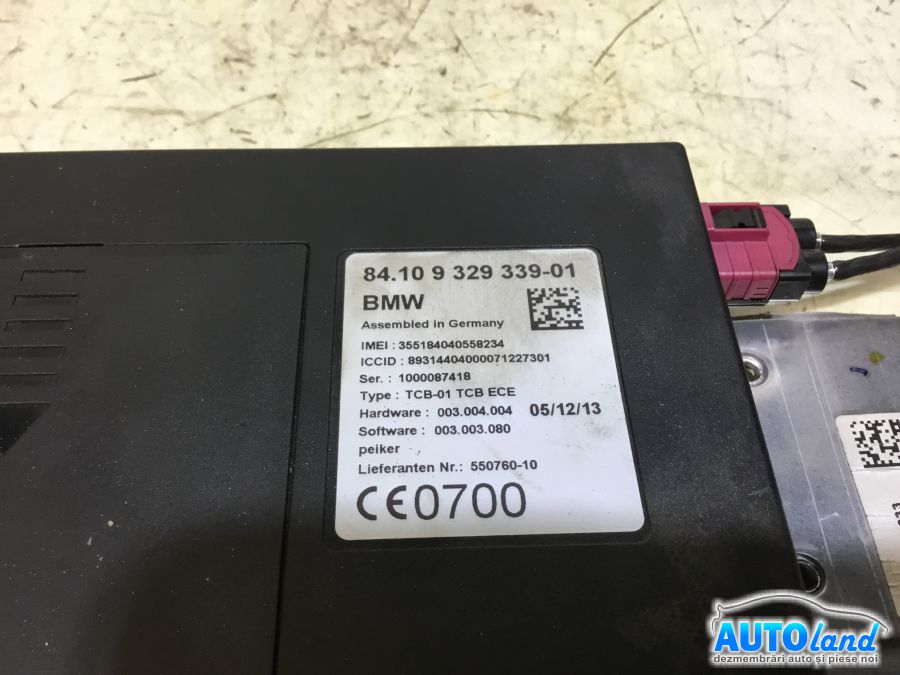 84.10 9 329 339-01
BMW
Assembled in Germany
IMEI : 355184040558234
ICCID : 89314404000071227301
Ser. : 1000087418
Type : TCB-01 TCB ECE
Hardware : 003.004.004 05/12/13
Software : 003.003.080
peiker
Lieferanten Nr.: 550760-10
CE0700
AUTOland
dezmembrări auto și piese noi